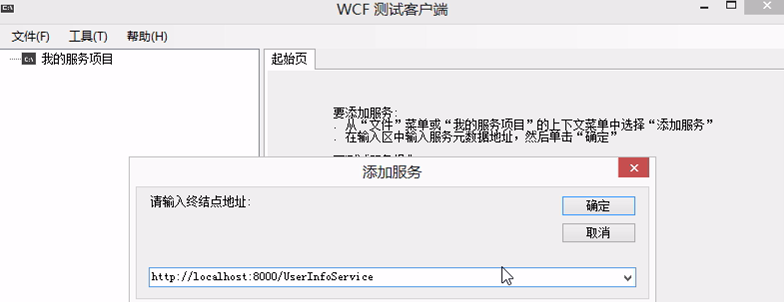 WCF 测试客户端
文件(F) 工具(T) 帮助(H)
我的服务项目
起始页
要添加服务:
. 从“文件”菜单或“我的服务项目”的上下文菜单中选择“添加服务”
. 在输入区中输入服务元数据地址，然后单击“确定”
添加服务
请输入终结点地址:
确定
取消
http://localhost:8000/UserInfoService